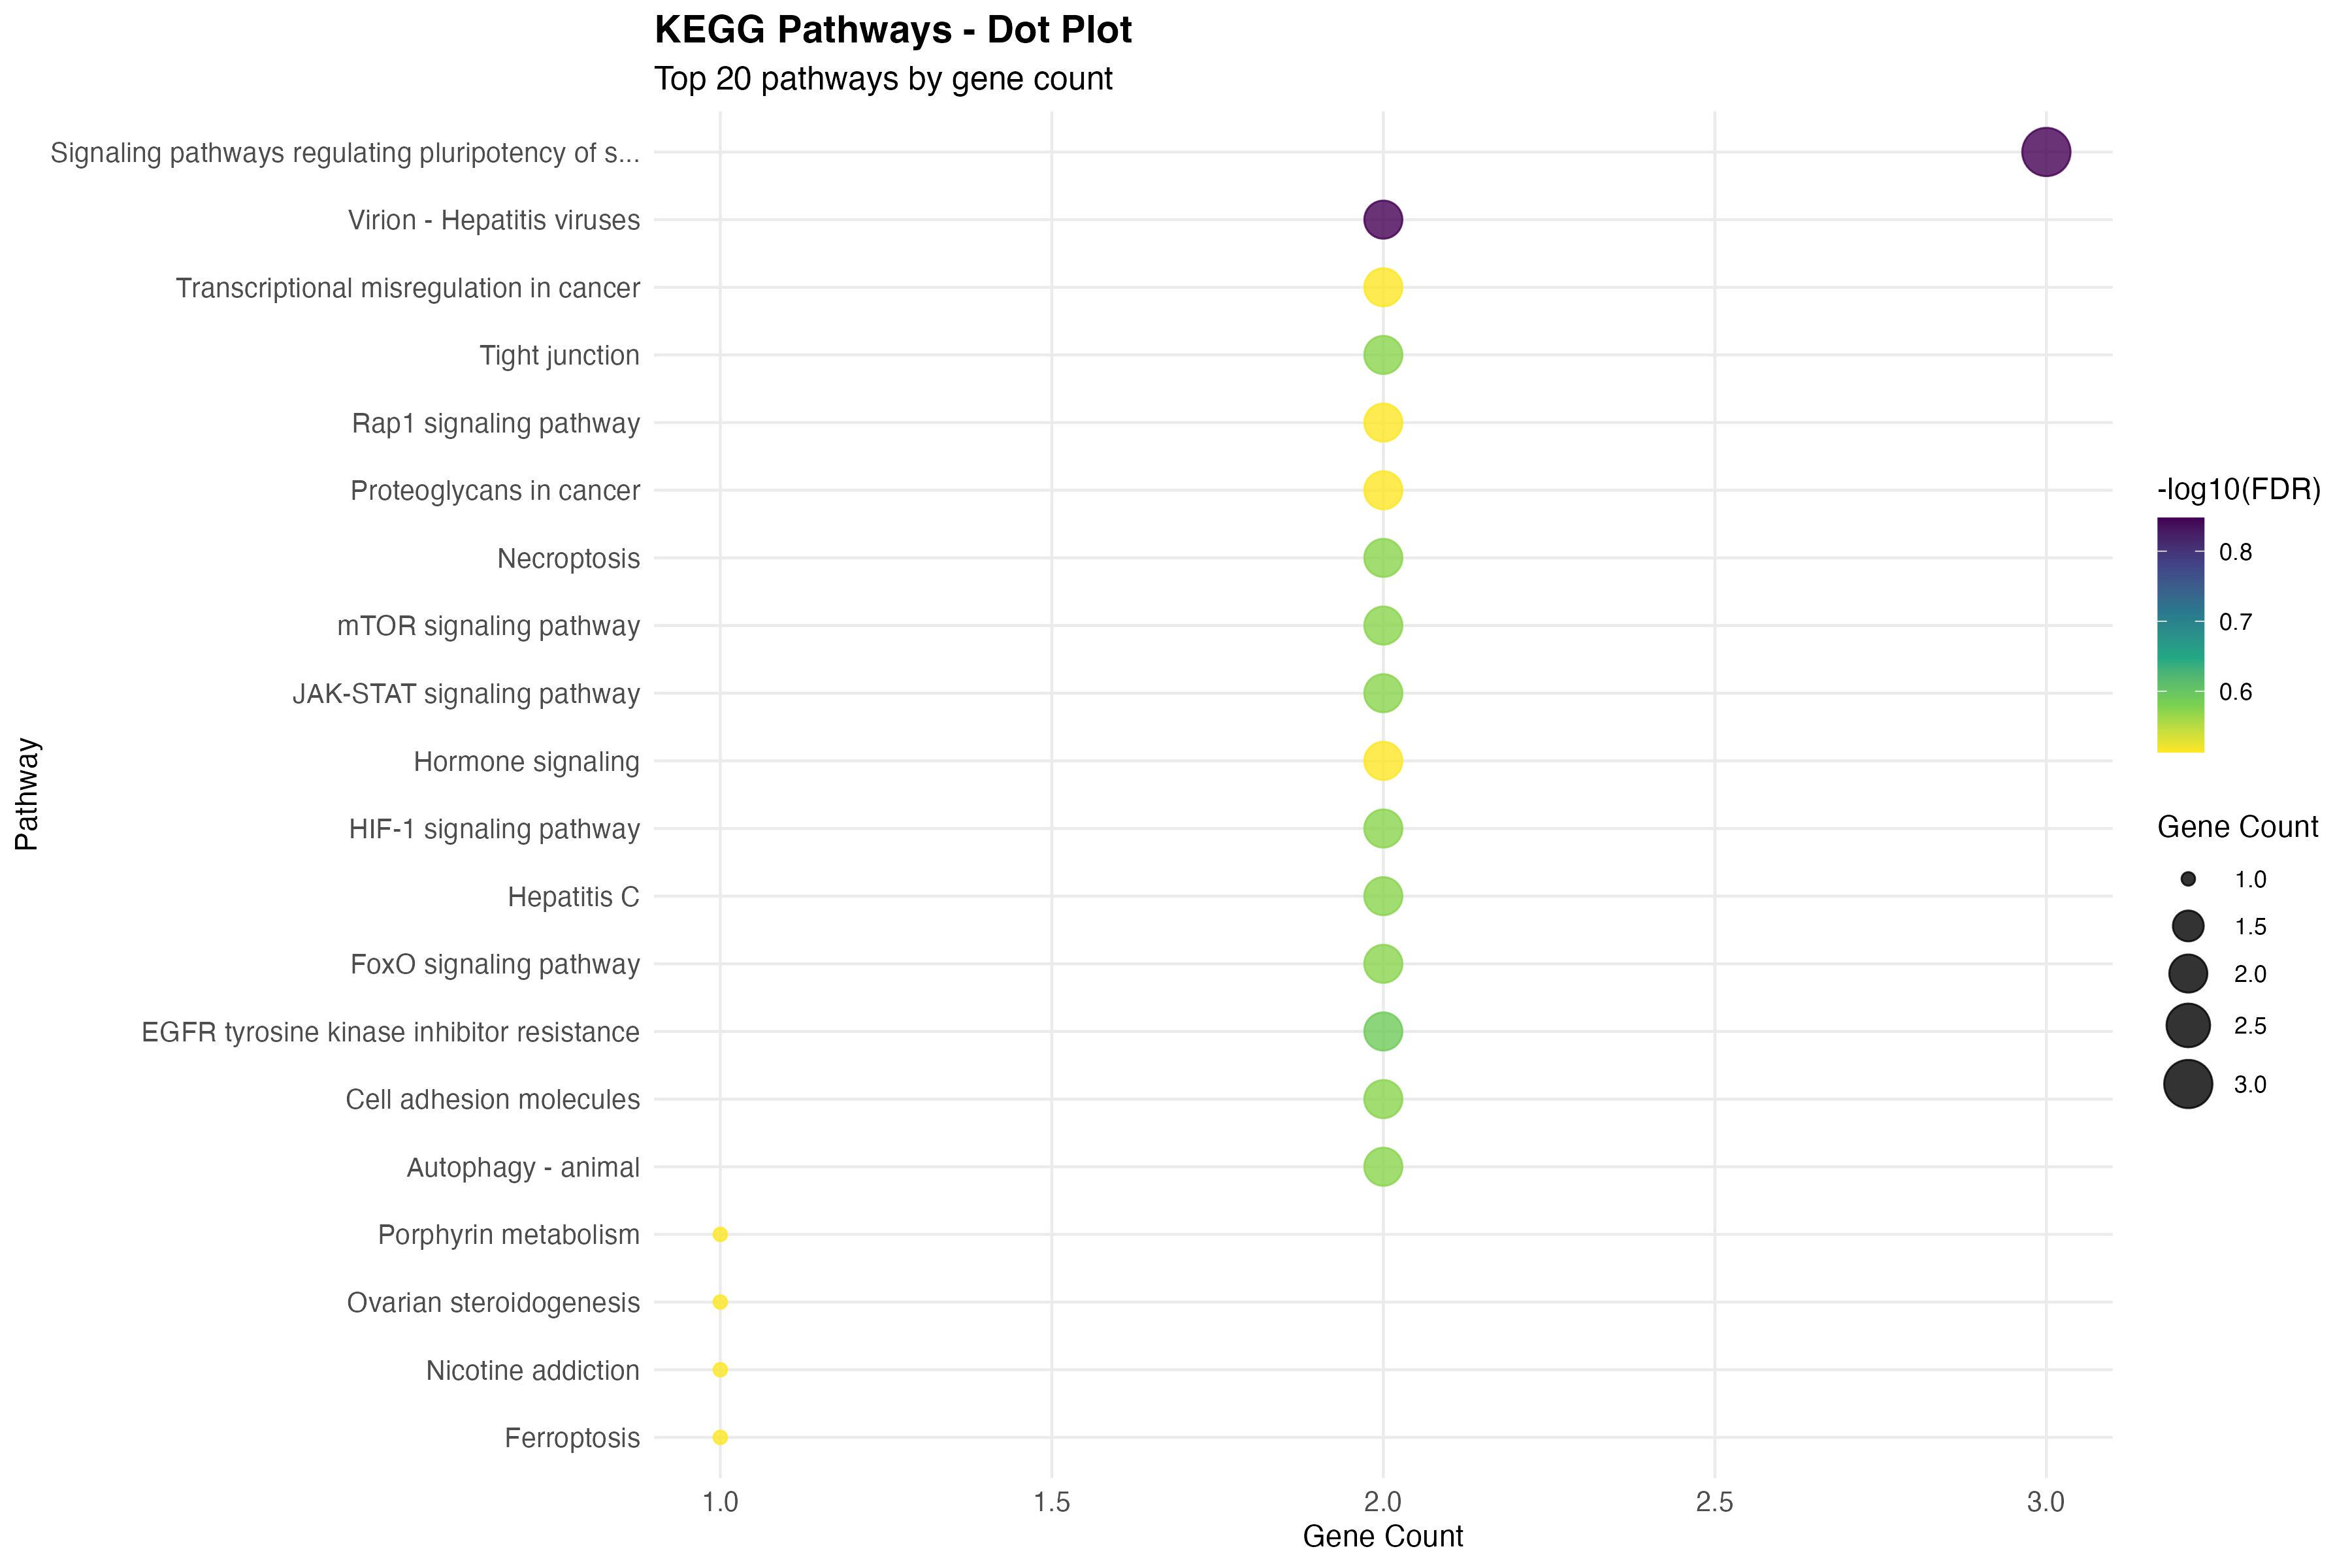 KEGG Pathways - Dot Plot
Top 20 pathways by gene count
Pathway
Signaling pathways regulating pluripotency of s...
Virion - Hepatitis viruses
Transcriptional misregulation in cancer
Tight junction
Rap1 signaling pathway
Proteoglycans in cancer
Necroptosis
mTOR signaling pathway
JAK-STAT signaling pathway
Hormone signaling
HIF-1 signaling pathway
Hepatitis C
FoxO signaling pathway
EGFR tyrosine kinase inhibitor resistance
Cell adhesion molecules
Autophagy - animal
Porphyrin metabolism
Ovarian steroidogenesis
Nicotine addiction
Ferroptosis
1.0 1.5 2.0 2.5 3.0
Gene Count
-log10(FDR)
0.8
0.7
0.6
Gene Count
1.0
1.5
2.0
2.5
3.0